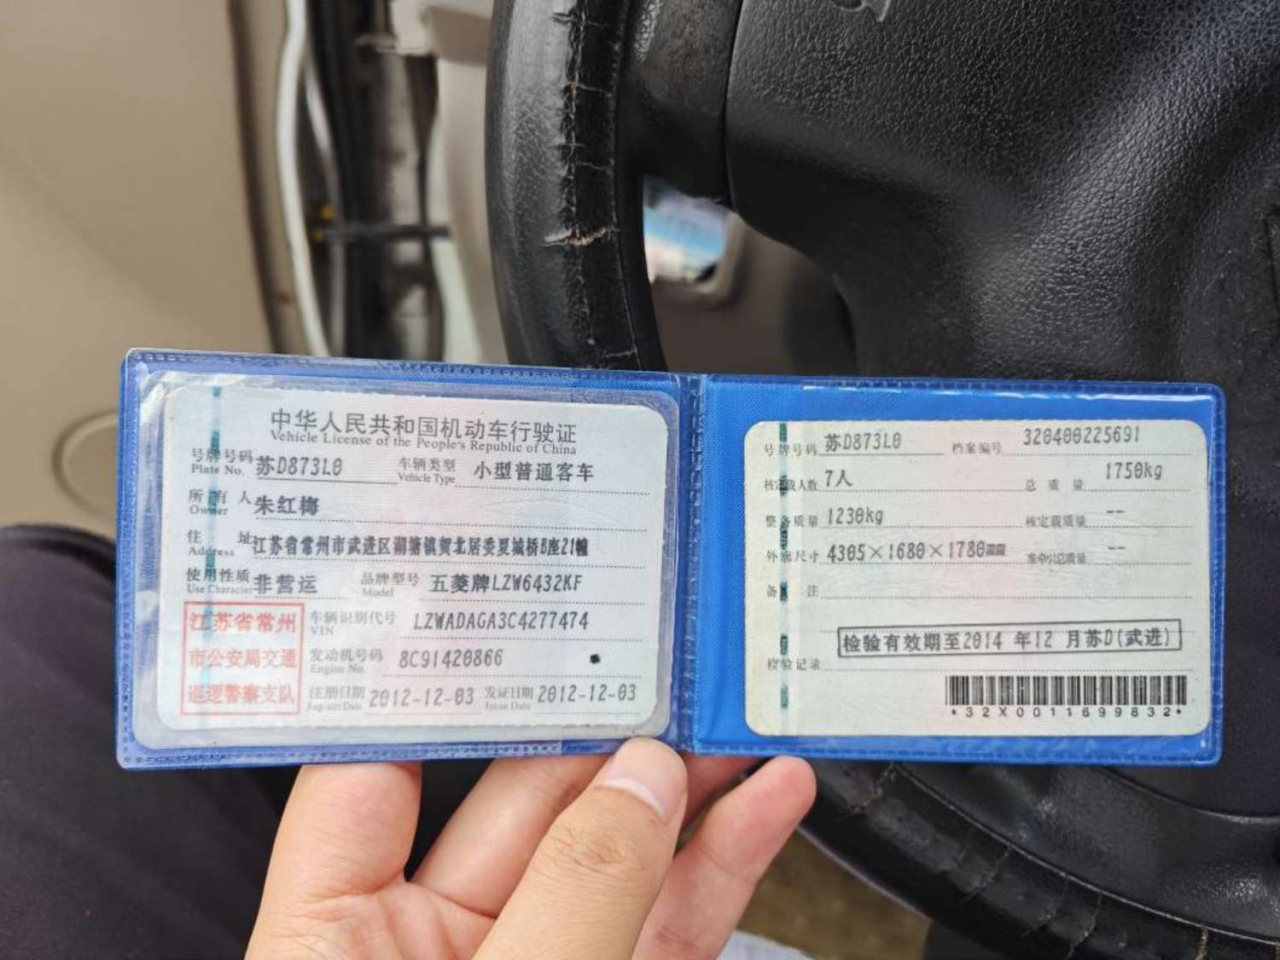 中华人民共和国机动车行驶证
Vehicle License of the People's Republic of China
号牌号码 苏D873L0 车辆类型 小型普通客车
Plate No. Vehicle Type
所有人 朱红梅
Owner
住址 江苏省常州市武进区湖塘镇贺北居委夏城桥B座21幢
Address
使用性质 非营运 品牌型号 五菱牌LZW6432KF
Use Character Model
江苏省常州
市公安局交通
巡逻警察支队
车辆识别代号 LZWADAGA3C4277474
VIN
发动机号码 8C91420866
Engine No.
注册日期 2012-12-03 发证日期 2012-12-03
Register Date Issue Date
号牌号码 苏D873L0 档案编号 320400225691
核定载人数 7人 总质量 1750kg
整备质量 1230kg 核定载质量 --
外廓尺寸 4305×1680×1780mm 准牵引总质量 --
备注
检验有效期至2014年12月苏D(武进)
检验记录
*32X0011699832*